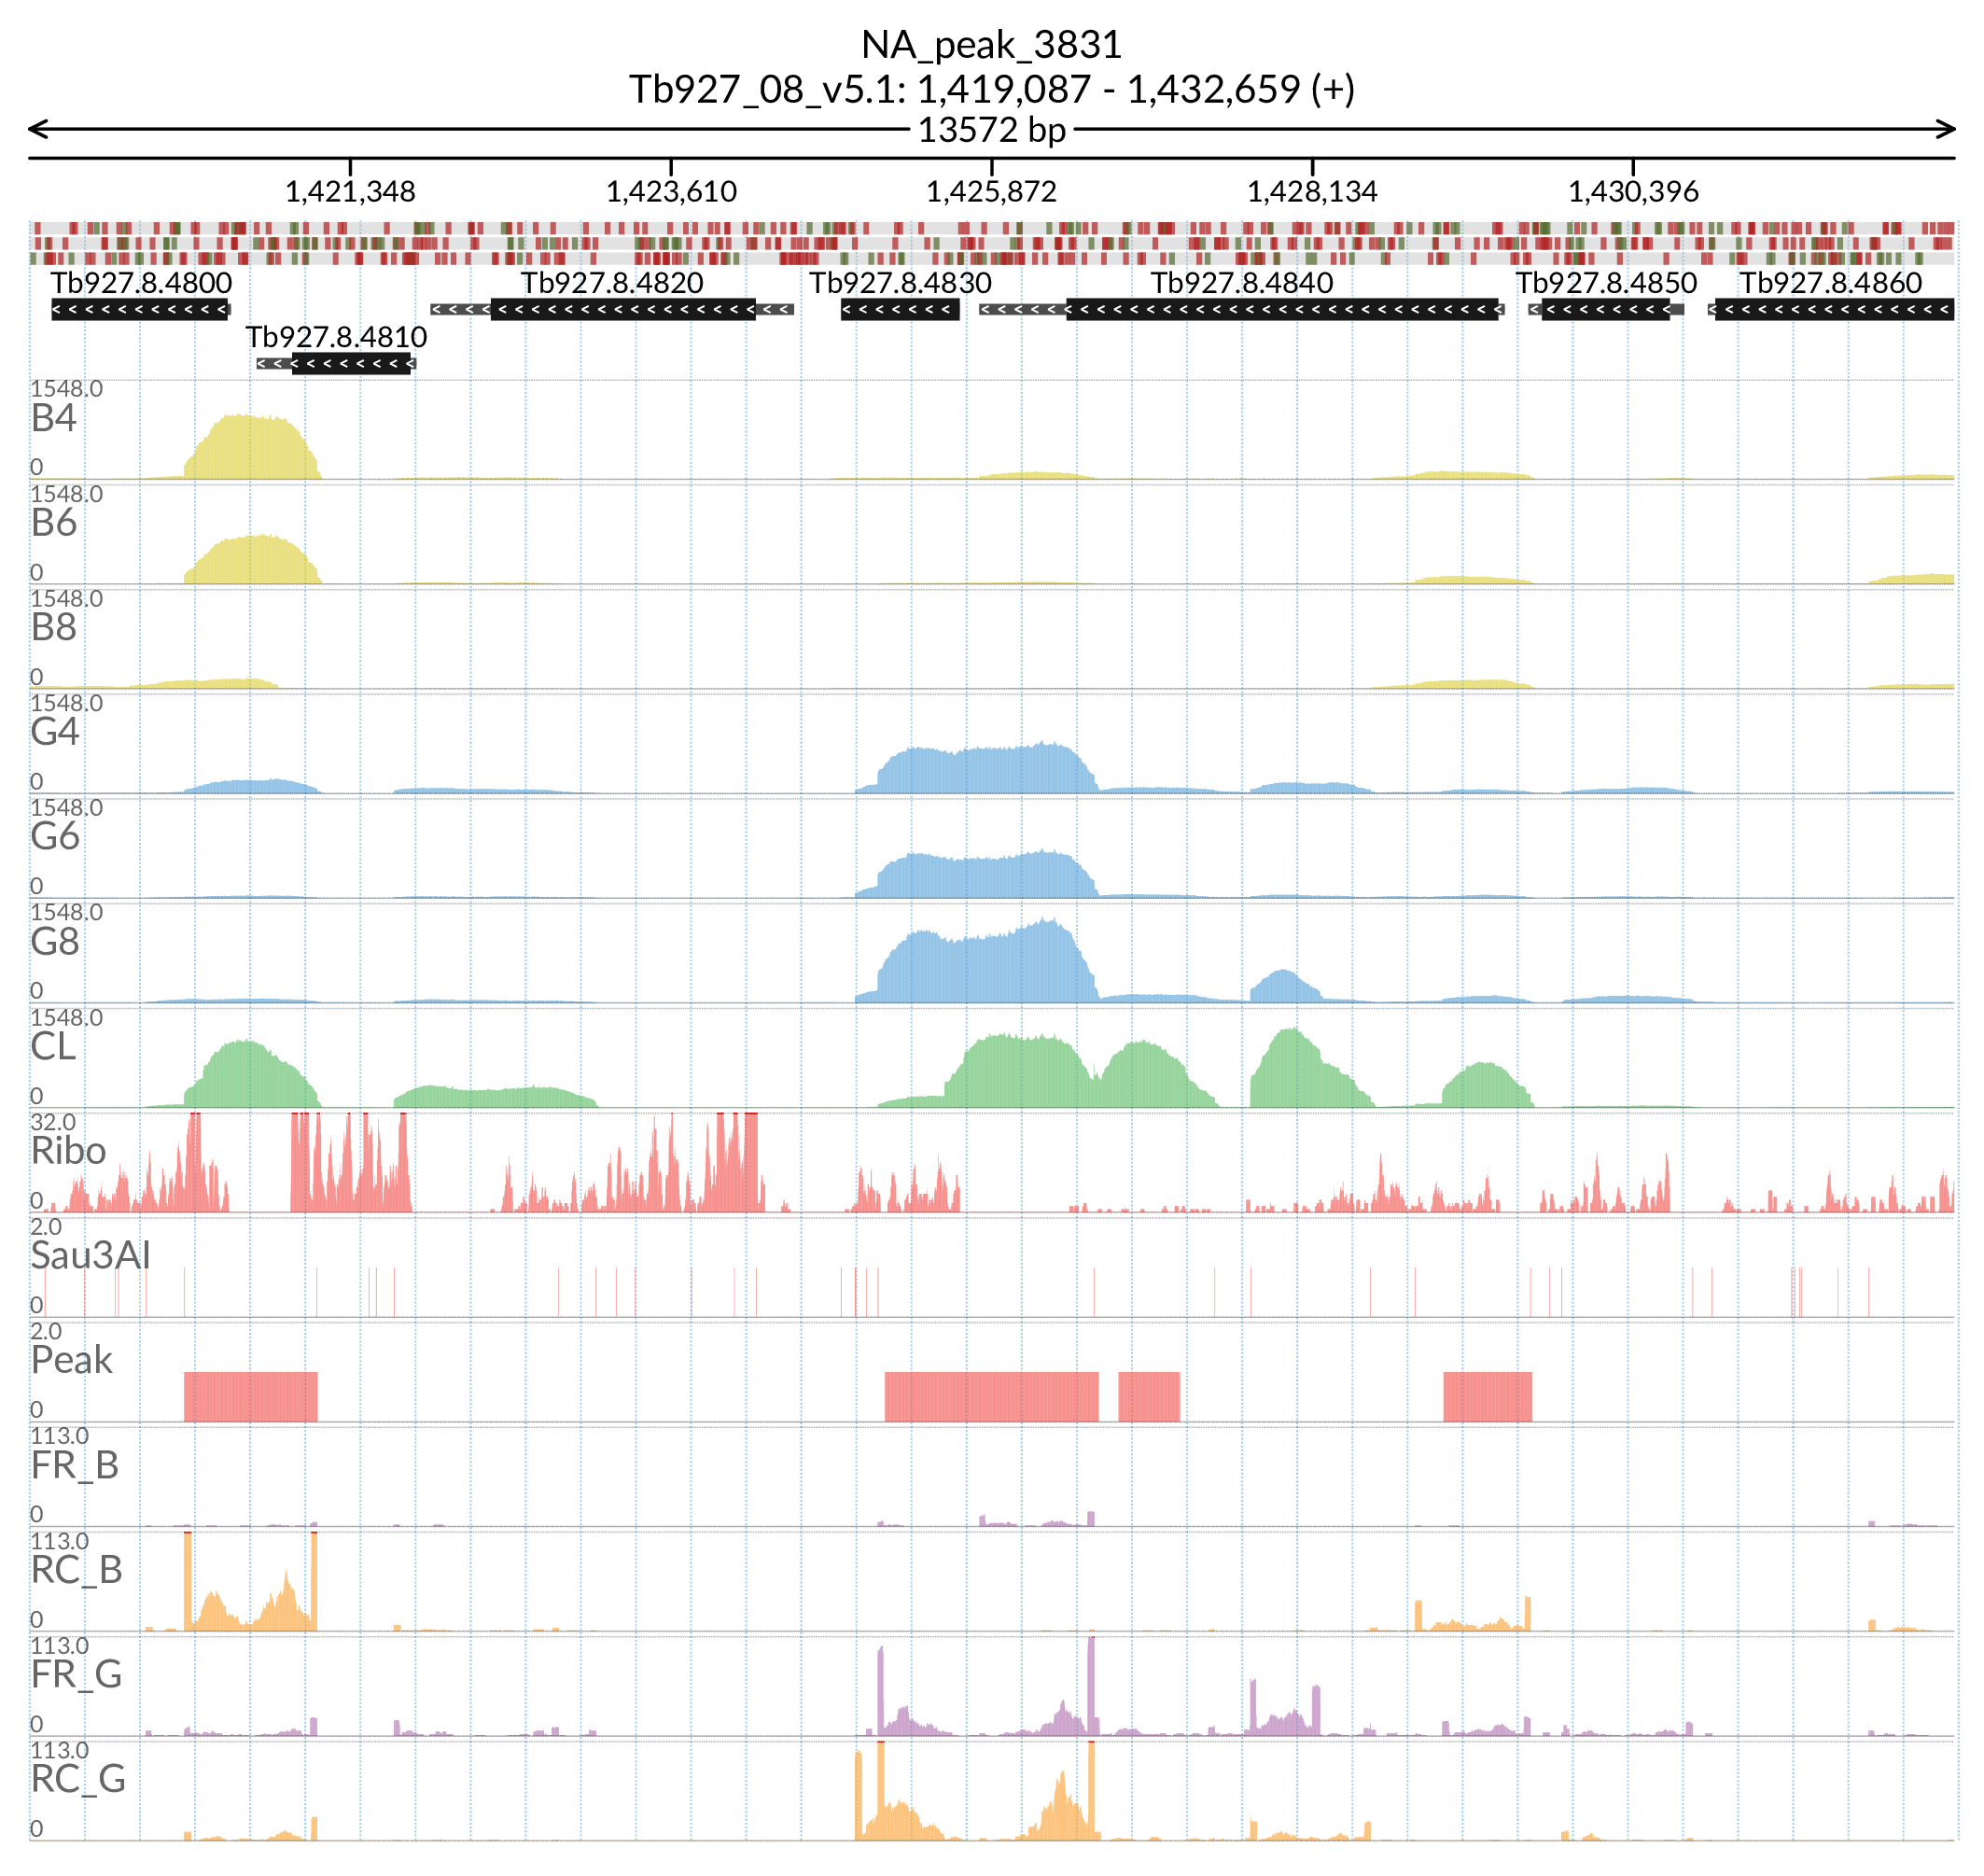 NA_peak_3831
Tb927_08_v5.1: 1,419,087 - 1,432,659 (+)
13572 bp
1,421,348 1,423,610 1,425,872 1,428,134 1,430,396
Tb927.8.4800 Tb927.8.4820 Tb927.8.4830 Tb927.8.4840 Tb927.8.4850 Tb927.8.4860
Tb927.8.4810
1548.0
B4
0
1548.0
B6
0
1548.0
B8
0
1548.0
G4
0
1548.0
G6
0
1548.0
G8
0
1548.0
CL
0
32.0
Ribo
0
2.0
Sau3AI
0
2.0
Peak
0
113.0
FR_B
0
113.0
RC_B
0
113.0
FR_G
0
113.0
RC_G
0